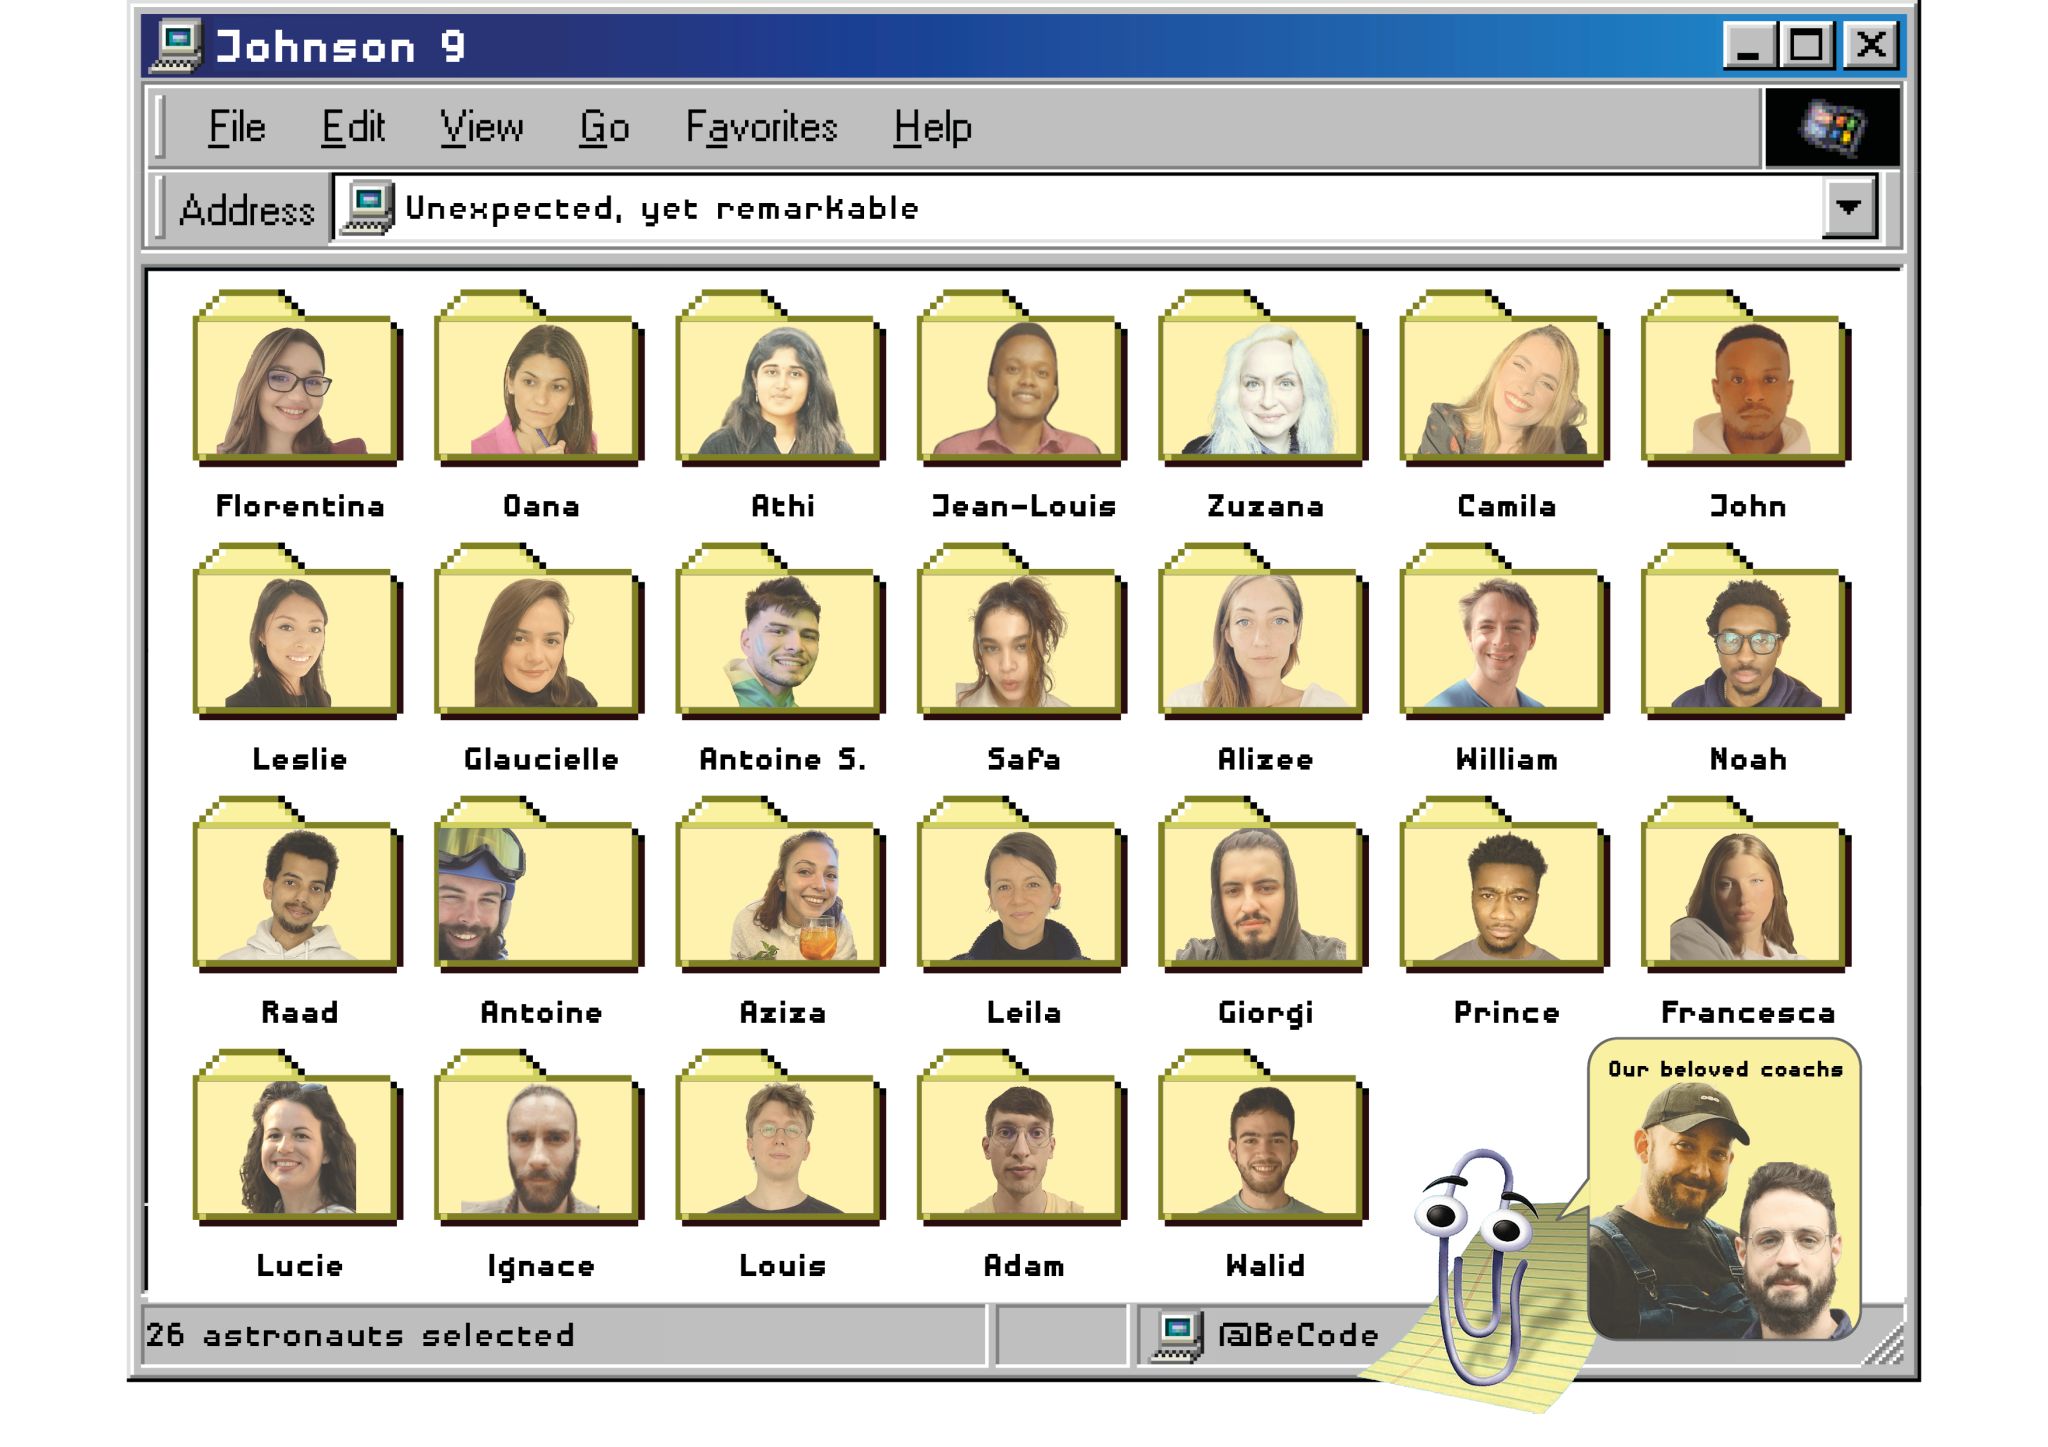 Johnson 9
File Edit View Go Favorites Help
Address Unexpected, yet remarkable
Florentina Oana Athi Jean-Louis Zuzana Camila John
Leslie Glaucielle Antoine S. Safa Alizee William Noah
Raad Antoine Aziza Leila Giorgi Prince Francesca
Our beloved coachs
Lucie Ignace Louis Adam Walid
26 astronauts selected @BeCode